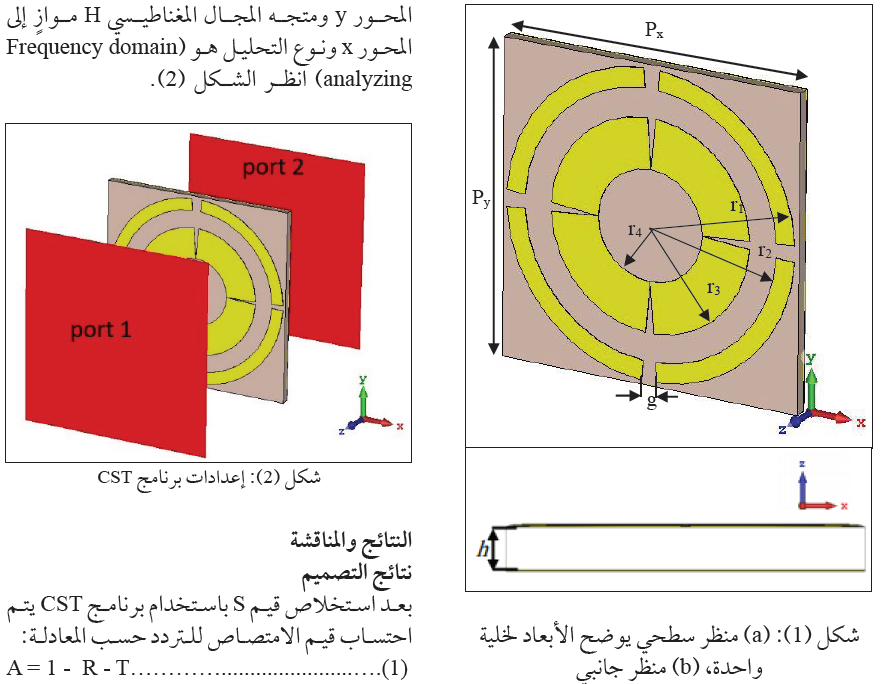 P_x
P_y
r_1
r_2
r_3
r_4
g
y
x
z
z
x
h
شكل (1): (a) منظر سطحي يوضح الأبعاد لخلية
واحدة، (b) منظر جانبي
المحور y ومتجه المجال المغناطيسي H موازٍ إلى
المحور x ونوع التحليل هو (Frequency domain
analyzing) انظر الشكل (2).
port 2
port 1
y
x
z
شكل (2): إعدادات برنامج CST
النتائج والمناقشة
نتائج التصميم
بعد استخلاص قيم S باستخدام برنامج CST يتم
احتساب قيم الامتصاص للتردد حسب المعادلة:
A = 1 - R - T…………..........................….(1)